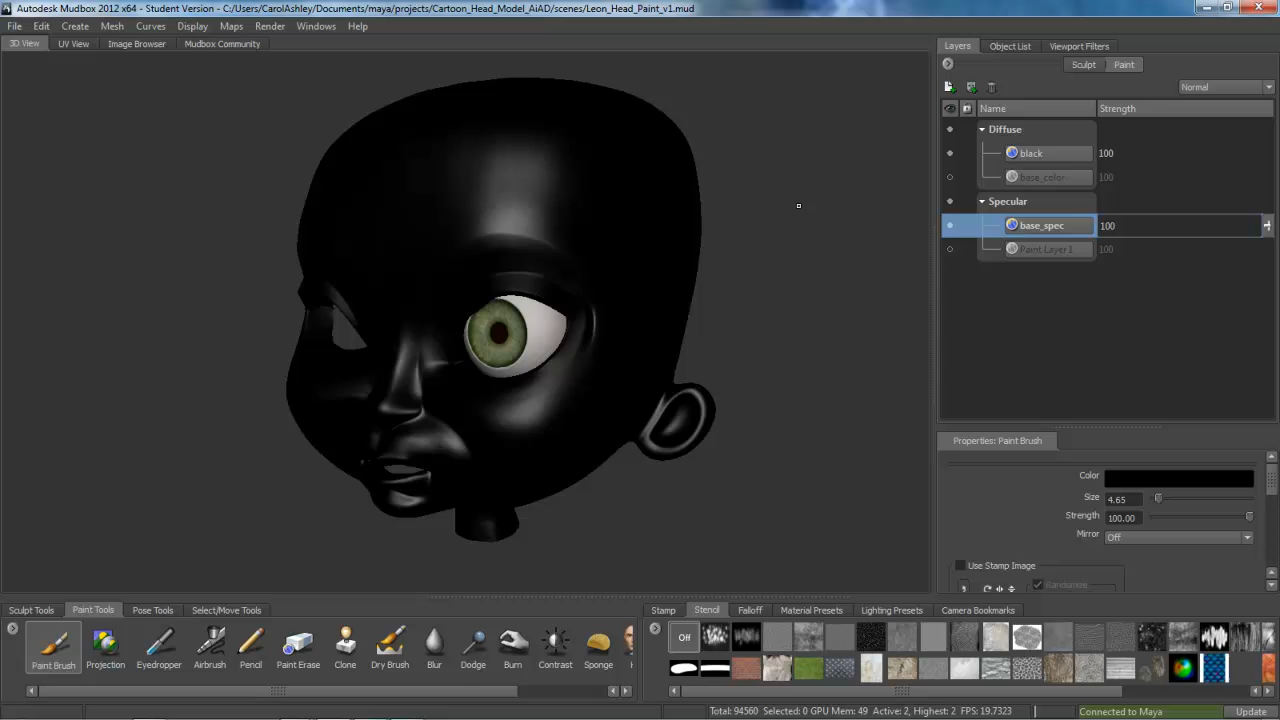 Autodesk Mudbox 2012 x64 - Student Version - C:/Users/CarolAshley/Documents/maya/projects/Cartoon_Head_Model_AiAD/scenes/Leon_Head_Paint_v1.mud
File Edit Create Mesh Curves Display Maps Render Windows Help
3D View UV View Image Browser Mudbox Community
Layers Object List Viewport Filters
Sculpt Paint
Normal
Name Strength
Diffuse
black 100
base_color 100
Specular
base_spec 100
Paint Layer 1 100
Properties: Paint Brush
Color
Size 4.65
Strength 100.00
Mirror Off
Use Stamp Image
Randomize
Sculpt Tools Paint Tools Pose Tools Select/Move Tools
Paint Brush Projection Eyedropper Airbrush Pencil Paint Erase Clone Dry Brush Blur Dodge Burn Contrast Sponge H
Stamp Stencil Falloff Material Presets Lighting Presets Camera Bookmarks
Off
Total: 94560 Selected: 0 GPU Mem: 49 Active: 2, Highest: 2 FPS: 19.7323
Connected to Maya
Update